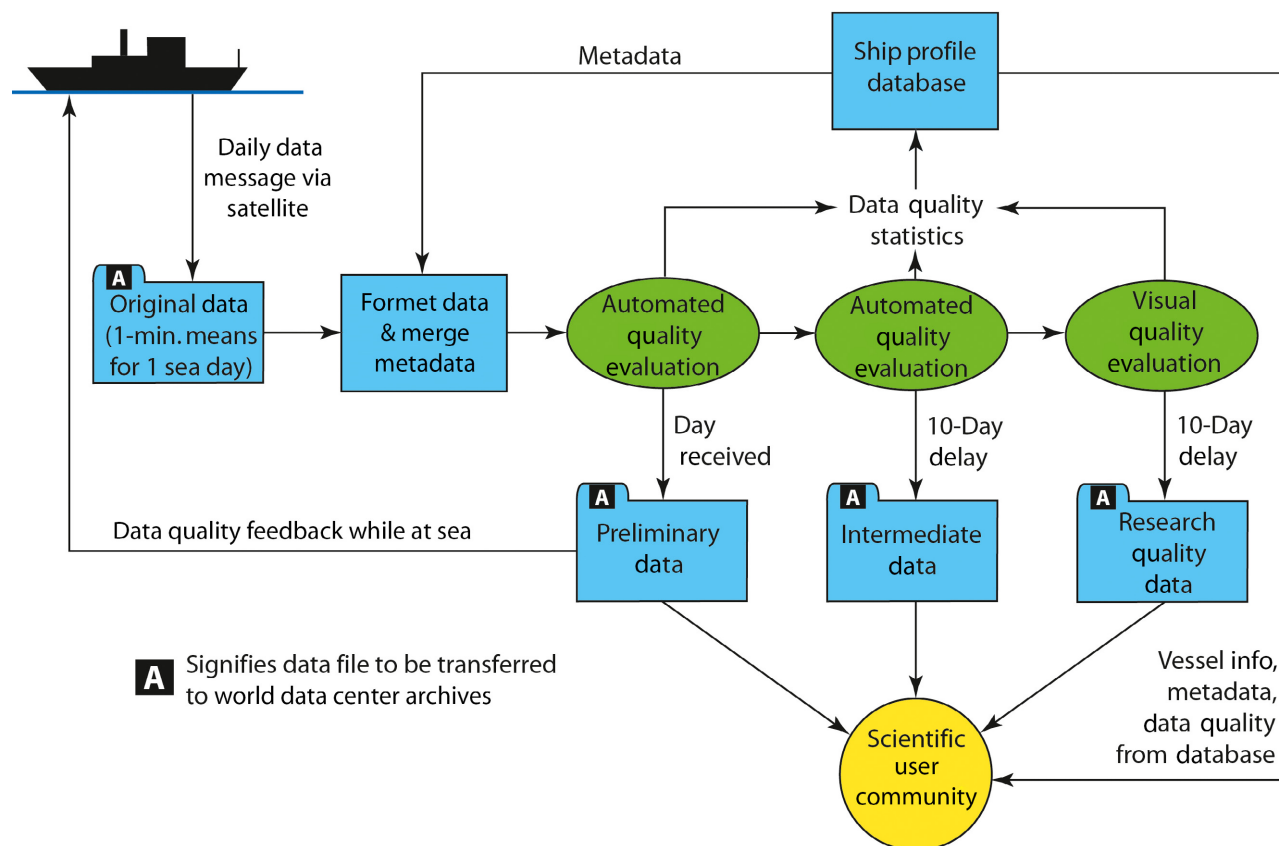 Metadata
Ship profile
database
Daily data
message via
satellite
Data quality
statistics
A
Original data
(1-min. means
for 1 sea day)
Formet data
& merge
metadata
Automated
quality
evaluation
Automated
quality
evaluation
Visual
quality
evaluation
Day
received
10-Day
delay
10-Day
delay
Data quality feedback while at sea
A
Preliminary
data
A
Intermediate
data
A
Research
quality
data
A
Signifies data file to be transferred
to world data center archives
Scientific
user
community
Vessel info,
metadata,
data quality
from database